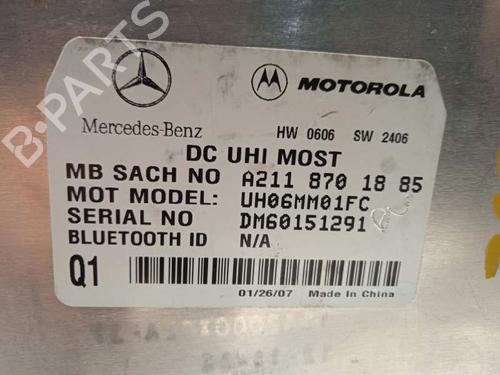 B-PARTS
MOTOROLA
Mercedes-Benz
HW 0606 SW 2406
DC UHI MOST
MB SACH NO A211 870 18 85
MOT MODEL: UH06MM01FC
SERIAL NO DM60151291
BLUETOOTH ID N/A
Q1
01/26/07 Made In China